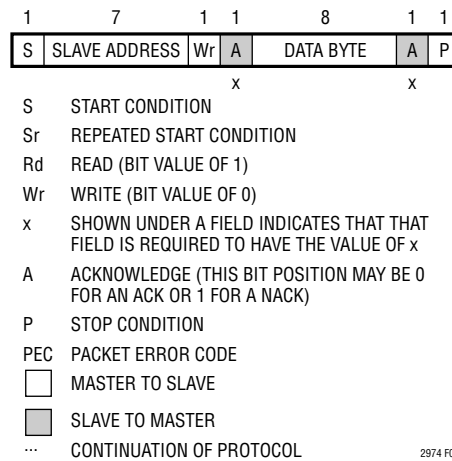 1 7 1 1 8 1 1
S SLAVE ADDRESS Wr A DATA BYTE A P
x x
S START CONDITION
Sr REPEATED START CONDITION
Rd READ (BIT VALUE OF 1)
Wr WRITE (BIT VALUE OF 0)
x SHOWN UNDER A FIELD INDICATES THAT THAT
FIELD IS REQUIRED TO HAVE THE VALUE OF x
A ACKNOWLEDGE (THIS BIT POSITION MAY BE 0
FOR AN ACK OR 1 FOR A NACK)
P STOP CONDITION
PEC PACKET ERROR CODE
MASTER TO SLAVE
SLAVE TO MASTER
... CONTINUATION OF PROTOCOL
2974